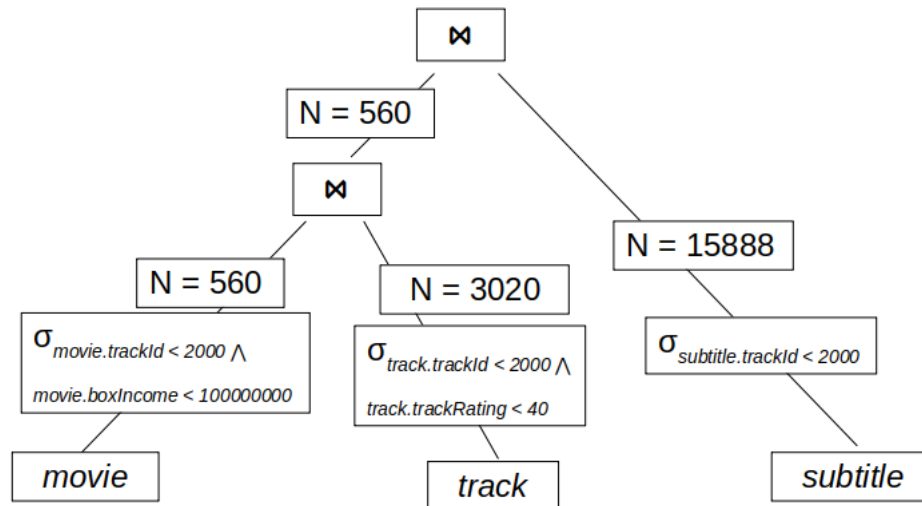 ⋈
N = 560
⋈
N = 15888
N = 560
N = 3020
σmovie.trackId < 2000 ⋀
movie.boxIncome < 100000000
σtrack.trackId < 2000 ⋀
track.trackRating < 40
σsubtitle.trackId < 2000
movie
track
subtitle